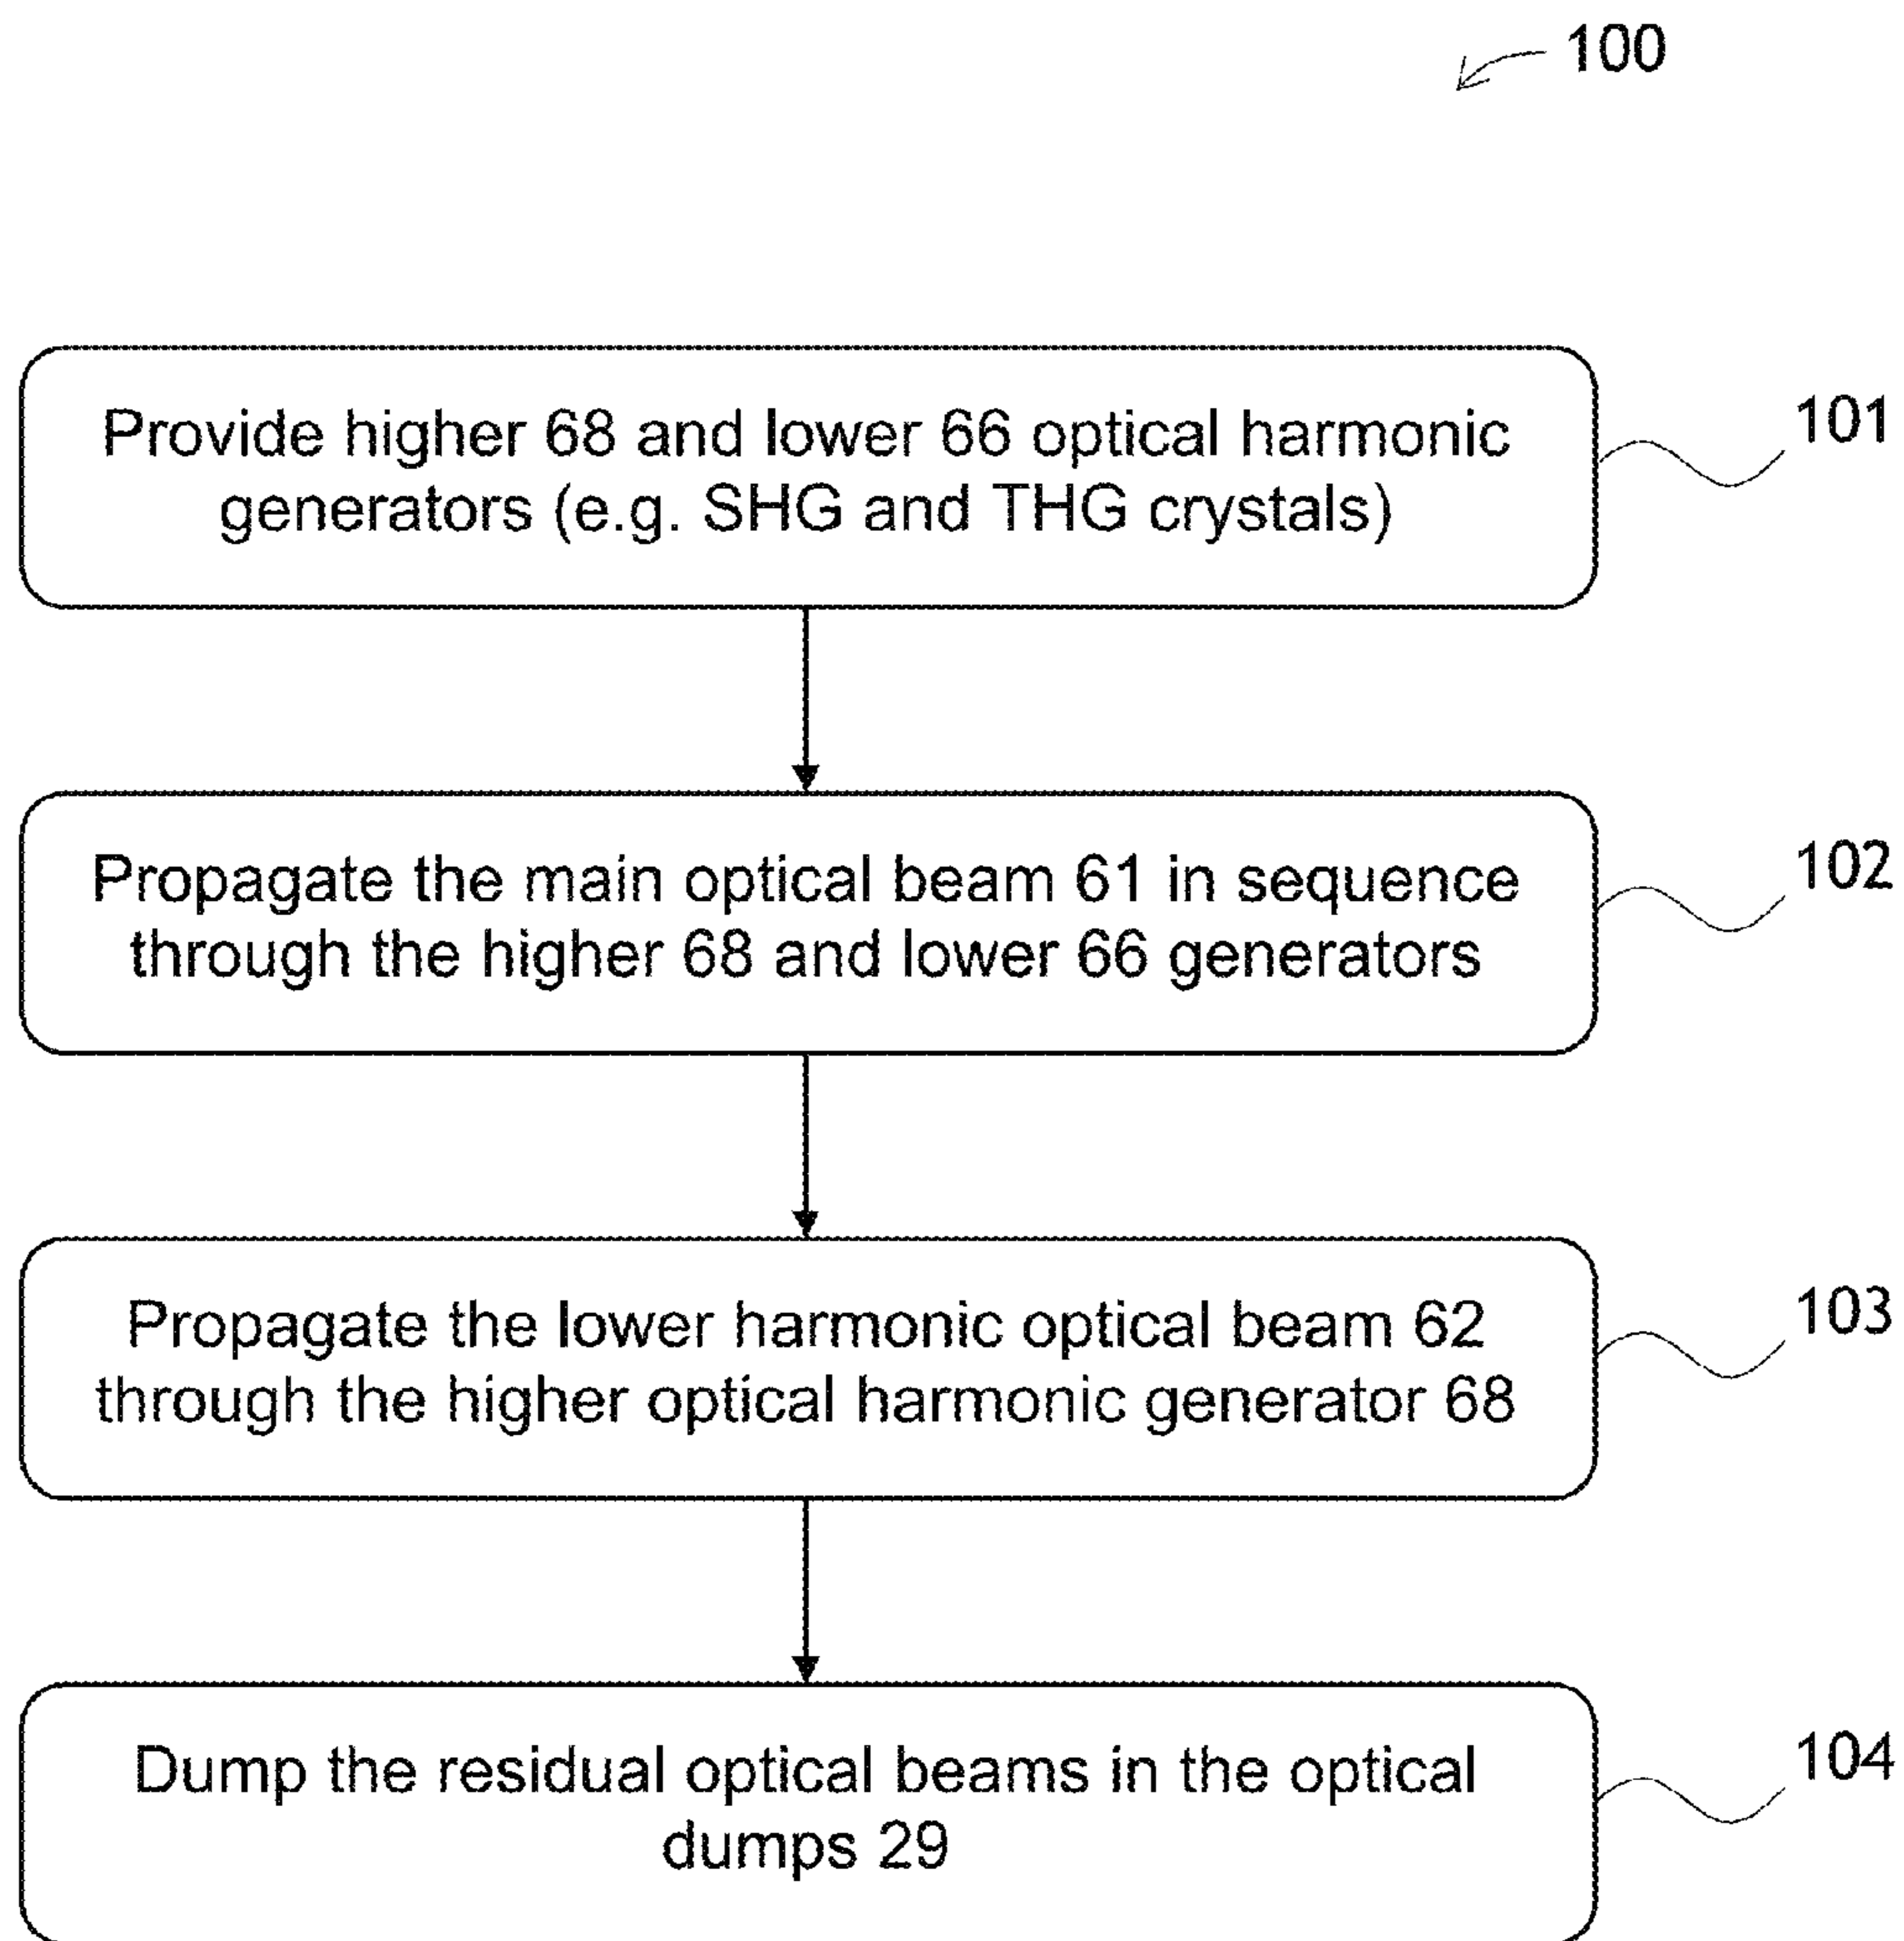 100
Provide higher 68 and lower 66 optical harmonic
generators (e.g. SHG and THG crystals)
101
Propagate the main optical beam 61 in sequence
through the higher 68 and lower 66 generators
102
Propagate the lower harmonic optical beam 62
through the higher optical harmonic generator 68
103
Dump the residual optical beams in the optical
dumps 29
104